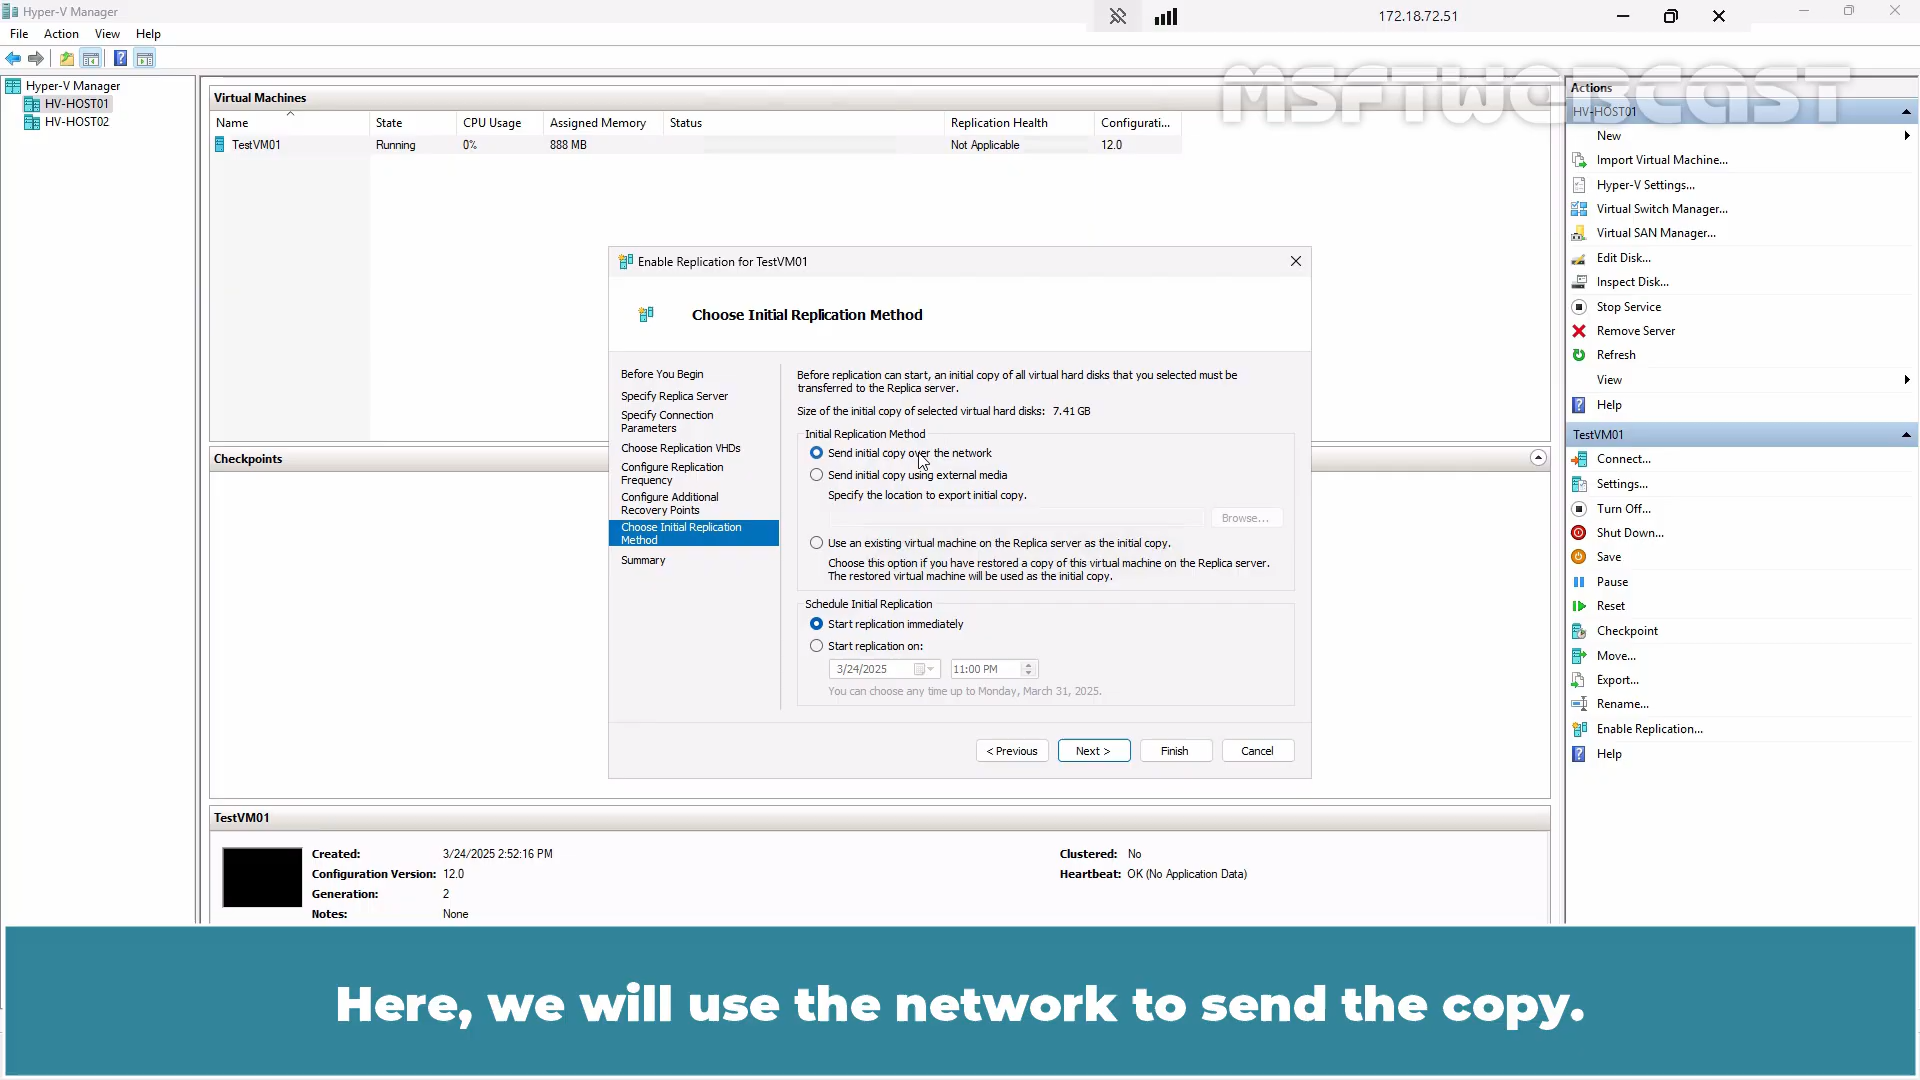 Hyper-V Manager
172.18.72.51
File Action View Help
MSFTWEBCAST
Hyper-V Manager
HV-HOST01
HV-HOST02
Virtual Machines
Name State CPU Usage Assigned Memory Status Replication Health Configurati...
TestVM01 Running 0% 888 MB Not Applicable 12.0
Checkpoints
Enable Replication for TestVM01
Choose Initial Replication Method
Before You Begin
Specify Replica Server
Specify Connection
Parameters
Choose Replication VHDs
Configure Replication
Frequency
Configure Additional
Recovery Points
Choose Initial Replication
Method
Summary
Before replication can start, an initial copy of all virtual hard disks that you selected must be
transferred to the Replica server.
Size of the initial copy of selected virtual hard disks: 7.41 GB
Initial Replication Method
Send initial copy over the network
Send initial copy using external media
Specify the location to export initial copy.
Browse...
Use an existing virtual machine on the Replica server as the initial copy.
Choose this option if you have restored a copy of this virtual machine on the Replica server.
The restored virtual machine will be used as the initial copy.
Schedule Initial Replication
Start replication immediately
Start replication on:
3/24/2025 11:00 PM
You can choose any time up to Monday, March 31, 2025.
< Previous Next > Finish Cancel
TestVM01
Created: 3/24/2025 2:52:16 PM
Configuration Version: 12.0
Generation: 2
Notes: None
Clustered: No
Heartbeat: OK (No Application Data)
Actions
HV-HOST01
New
Import Virtual Machine...
Hyper-V Settings...
Virtual Switch Manager...
Virtual SAN Manager...
Edit Disk...
Inspect Disk...
Stop Service
Remove Server
Refresh
View
Help
TestVM01
Connect...
Settings...
Turn Off...
Shut Down...
Save
Pause
Reset
Checkpoint
Move...
Export...
Rename...
Enable Replication...
Help
Here, we will use the network to send the copy.